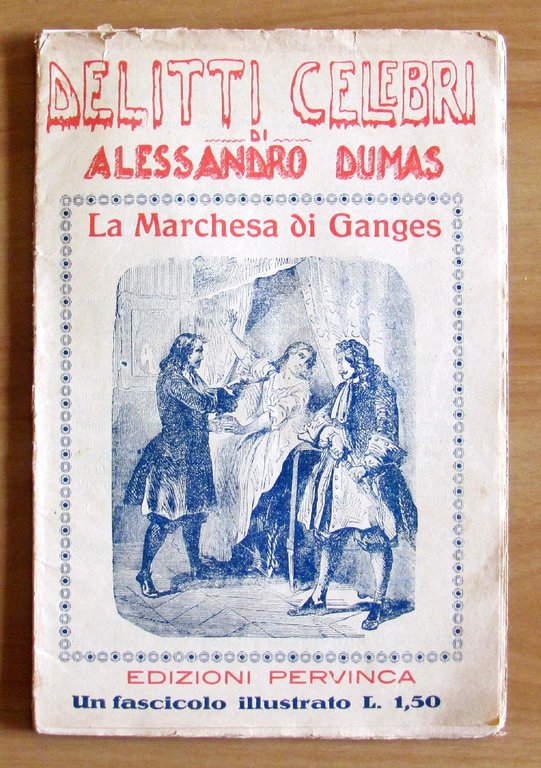 DELITTI CELEBRI
DI
ALESSANDRO DUMAS
La Marchesa di Ganges
EDIZIONI PERVINCA
Un fascicolo illustrato L. 1,50